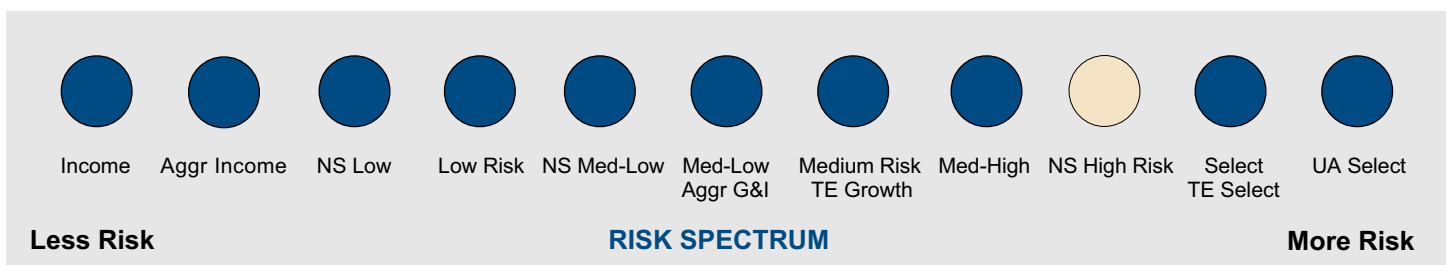 Income Aggr Income NS Low Low Risk NS Med-Low Med-Low Medium Risk Med-High NS High Risk Select UA Select
Aggr G&I TE Growth TE Select
Less Risk RISK SPECTRUM More Risk